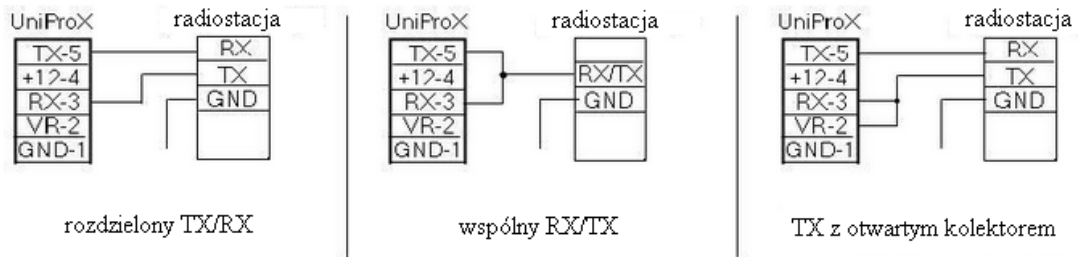 UniProX radiostacja
TX-5 RX
+12-4 TX
RX-3 GND
VR-2
GND-1
rozdzielony TX/RX
UniProX radiostacja
TX-5
+12-4 RX/TX
RX-3 GND
VR-2
GND-1
wspólny RX/TX
UniProX radiostacja
TX-5 RX
+12-4 TX
RX-3 GND
VR-2
GND-1
TX z otwartym kolektorem